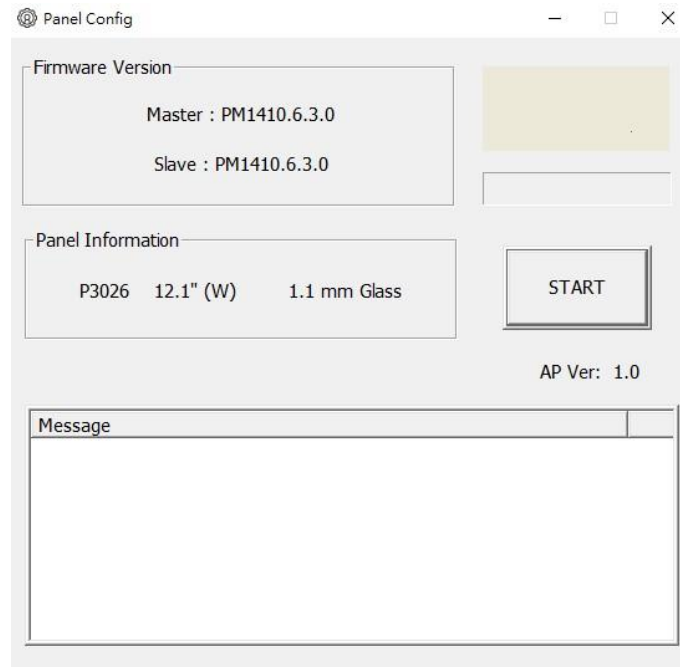 Panel Config
Firmware Version
Master : PM1410.6.3.0
Slave : PM1410.6.3.0
Panel Information
P3026 12.1" (W) 1.1 mm Glass
START
AP Ver: 1.0
Message